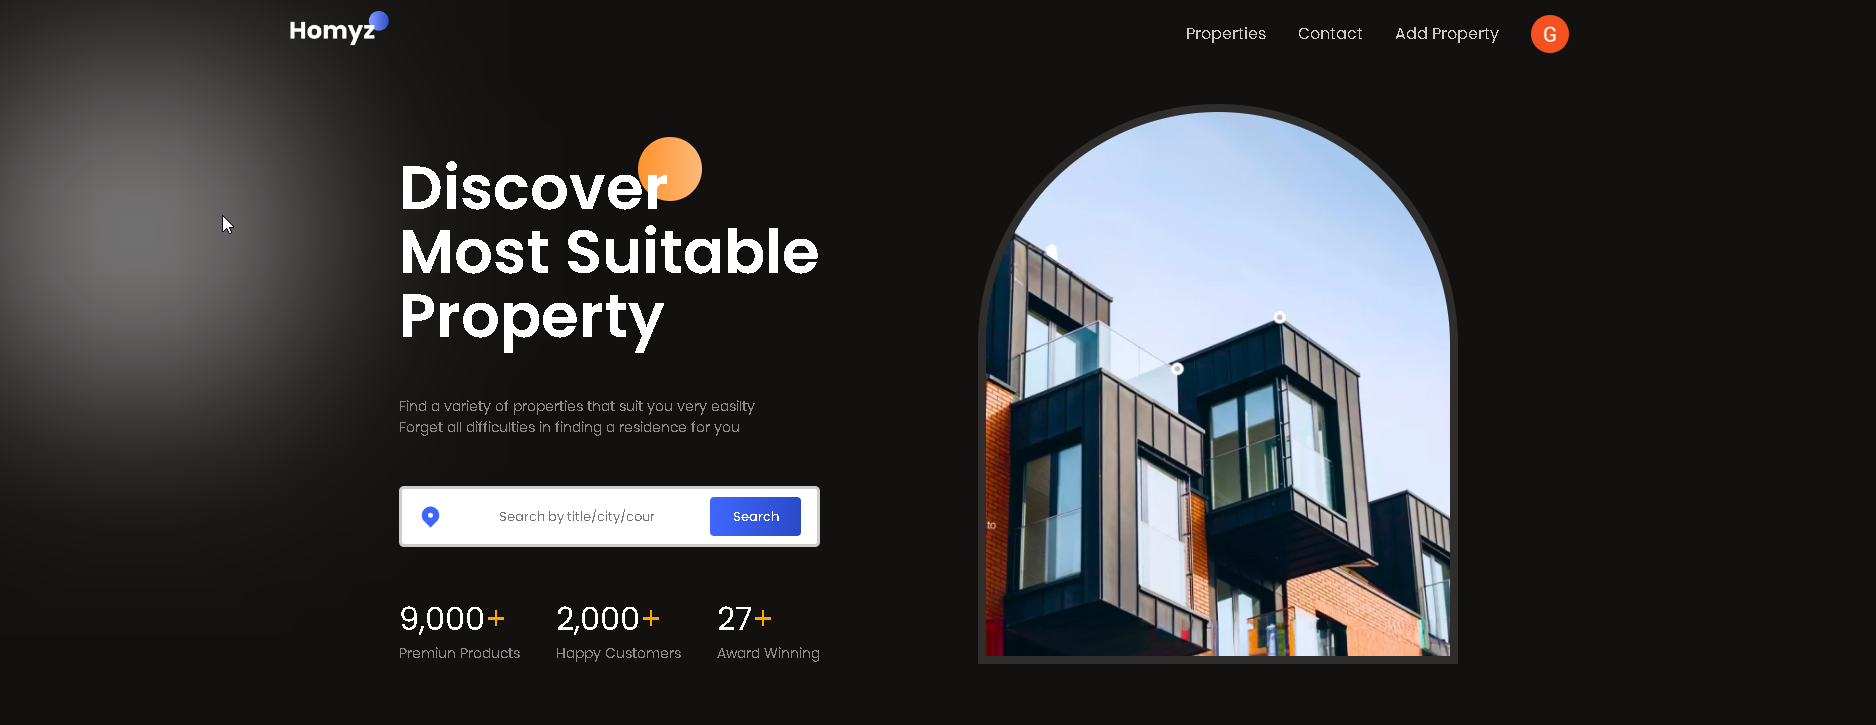 Homyz
Properties
Contact
Add Property
G
Discover
Most Suitable
Property
Find a variety of properties that suit you very easilty
Forget all difficulties in finding a residence for you
Search by title/city/cour
Search
9,000+
2,000+
27+
Premiun Products
Happy Customers
Award Winning
to